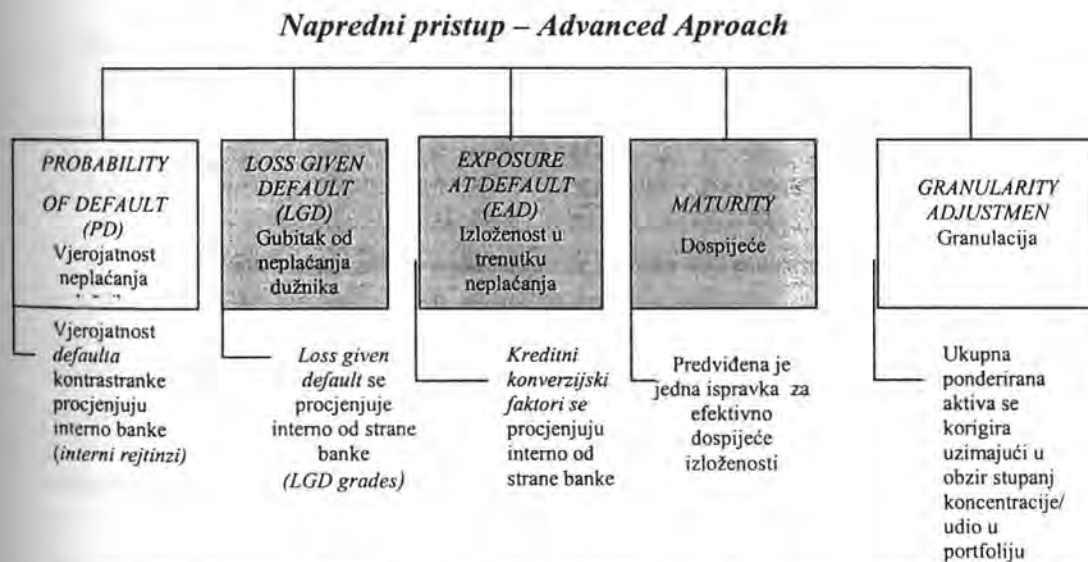 Napredni pristup – Advanced Aproach
PROBABILITY
OF DEFAULT
(PD)
Vjerojatnost
neplaćanja
LOSS GIVEN
DEFAULT
(LGD)
Gubitak od
neplaćanja
dužnika
EXPOSURE
AT DEFAULT
(EAD)
Izloženost u
trenutku
neplaćanja
MATURITY
Dospijeće
GRANULARITY
ADJUSTMEN
Granulacija
Vjerojatnost
defaulta
kontrastranke
procjenjuju
interno banke
(interni rejtinzi)
Loss given
default se
procjenjuje
interno od strane
banke
(LGD grades)
Kreditni
konverzijski
faktori se
procjenjuju
interno od
strane banke
Predviđena je
jedna ispravka za
efektivno
dospijeće
izloženosti
Ukupna
ponderirana
aktiva se
korigira
uzimajući u
obzir stupanj
koncentracije/
udio u
portfoliju